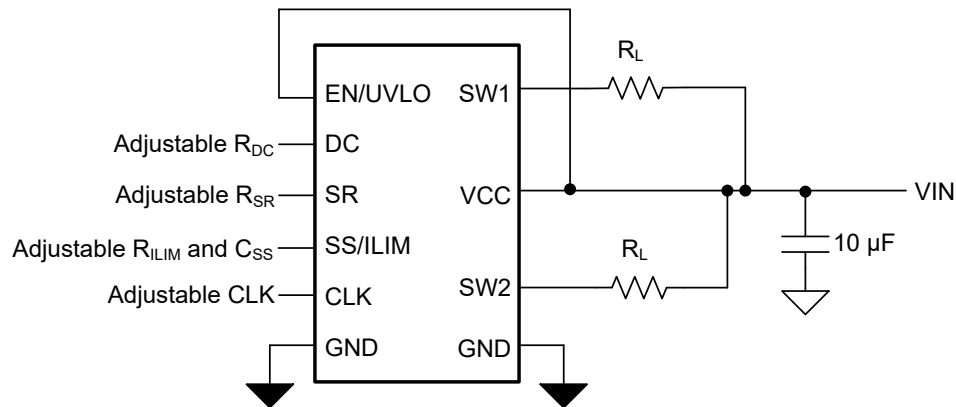 R_L
EN/UVLO SW1
Adjustable R_DC DC
Adjustable R_SR SR VCC VIN
Adjustable R_ILIM and C_SS SS/ILIM R_L 10 µF
Adjustable CLK CLK SW2
GND GND